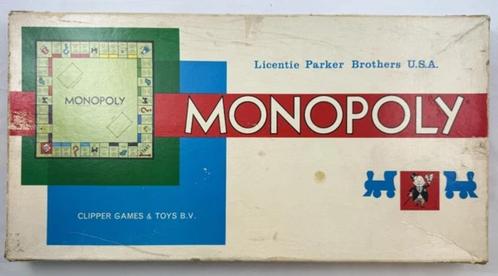 Licentie Parker Brothers U.S.A.
MONOPOLY
MONOPOLY
CLIPPER GAMES & TOYS B.V.